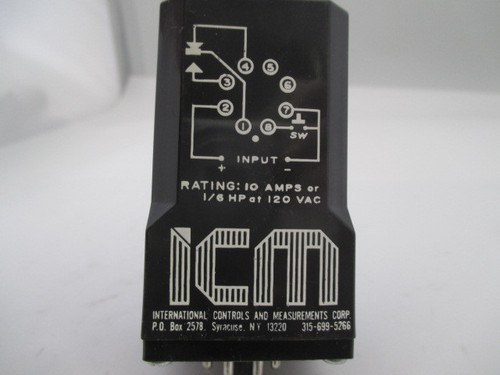 4 5
3 6
2 7
1 8
SW
INPUT
+ -
RATING: 10 AMPS or
1/6 HP at 120 VAC
icm
INTERNATIONAL CONTROLS AND MEASUREMENTS CORP.
P.O. Box 2578, Syracuse, NY 13220 315-699-5266